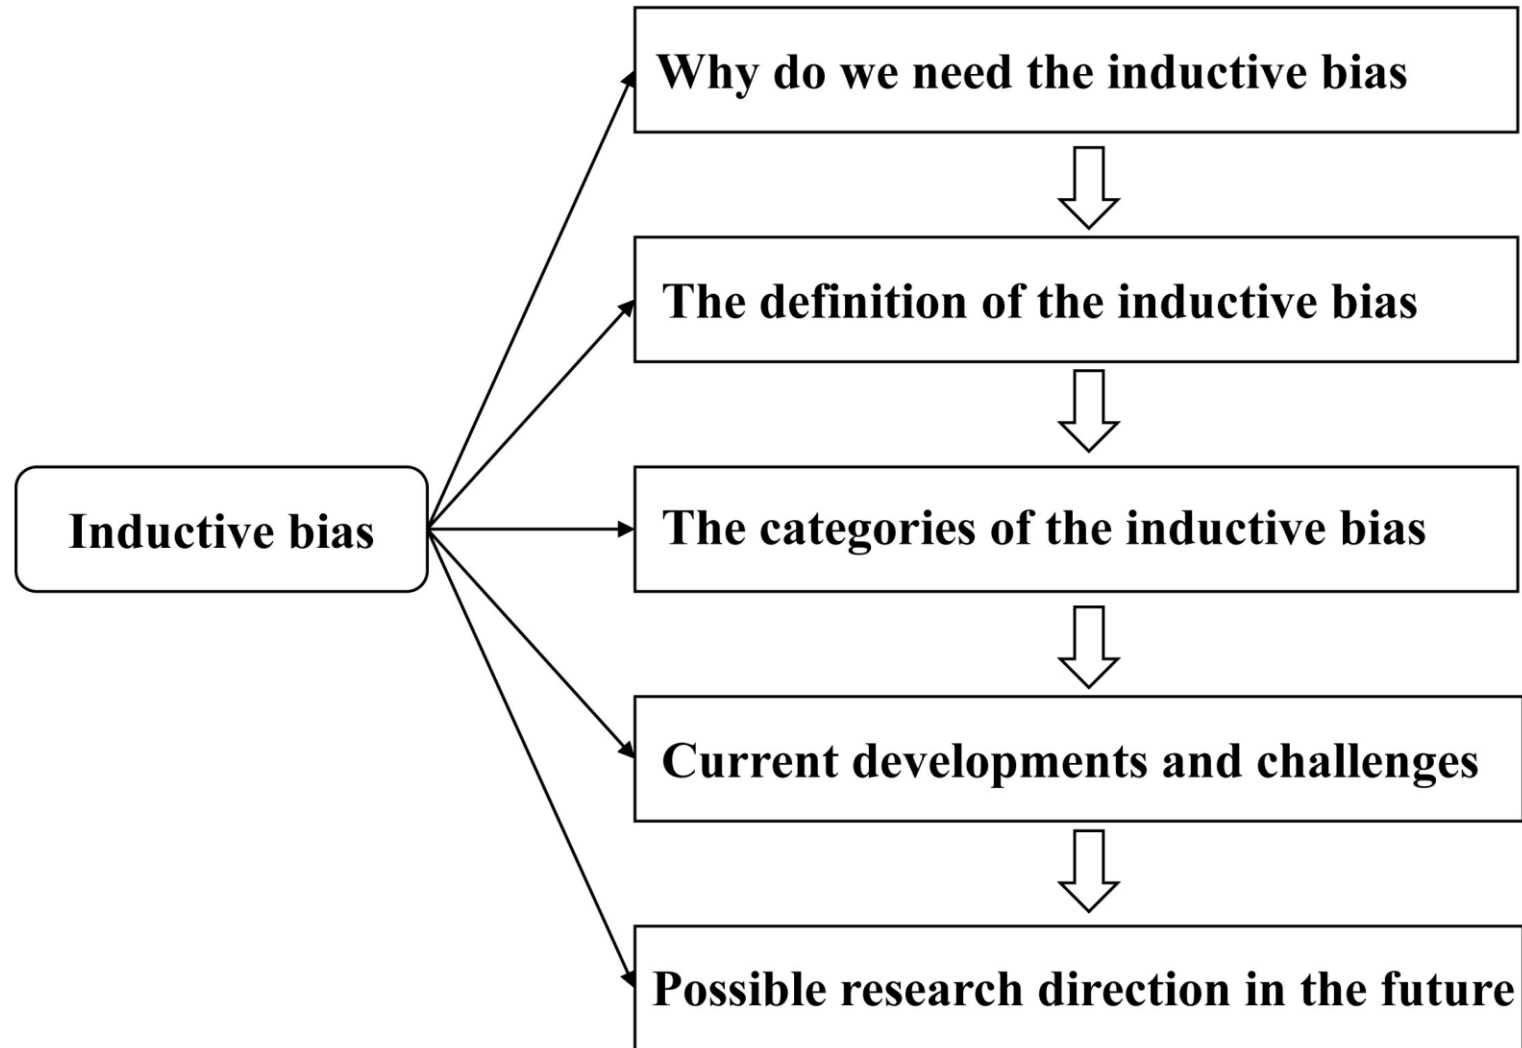 Why do we need the inductive bias
The definition of the inductive bias
Inductive bias
The categories of the inductive bias
Current developments and challenges
Possible research direction in the future